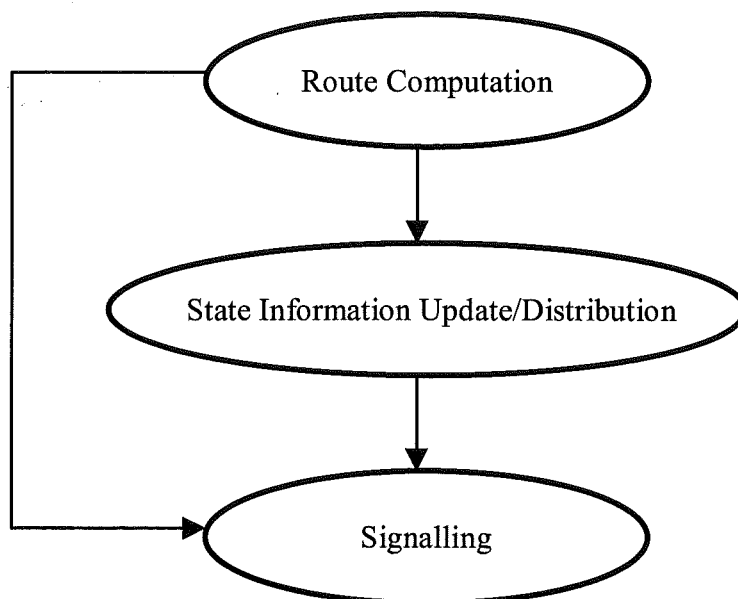 Route Computation
State Information Update/Distribution
Signalling